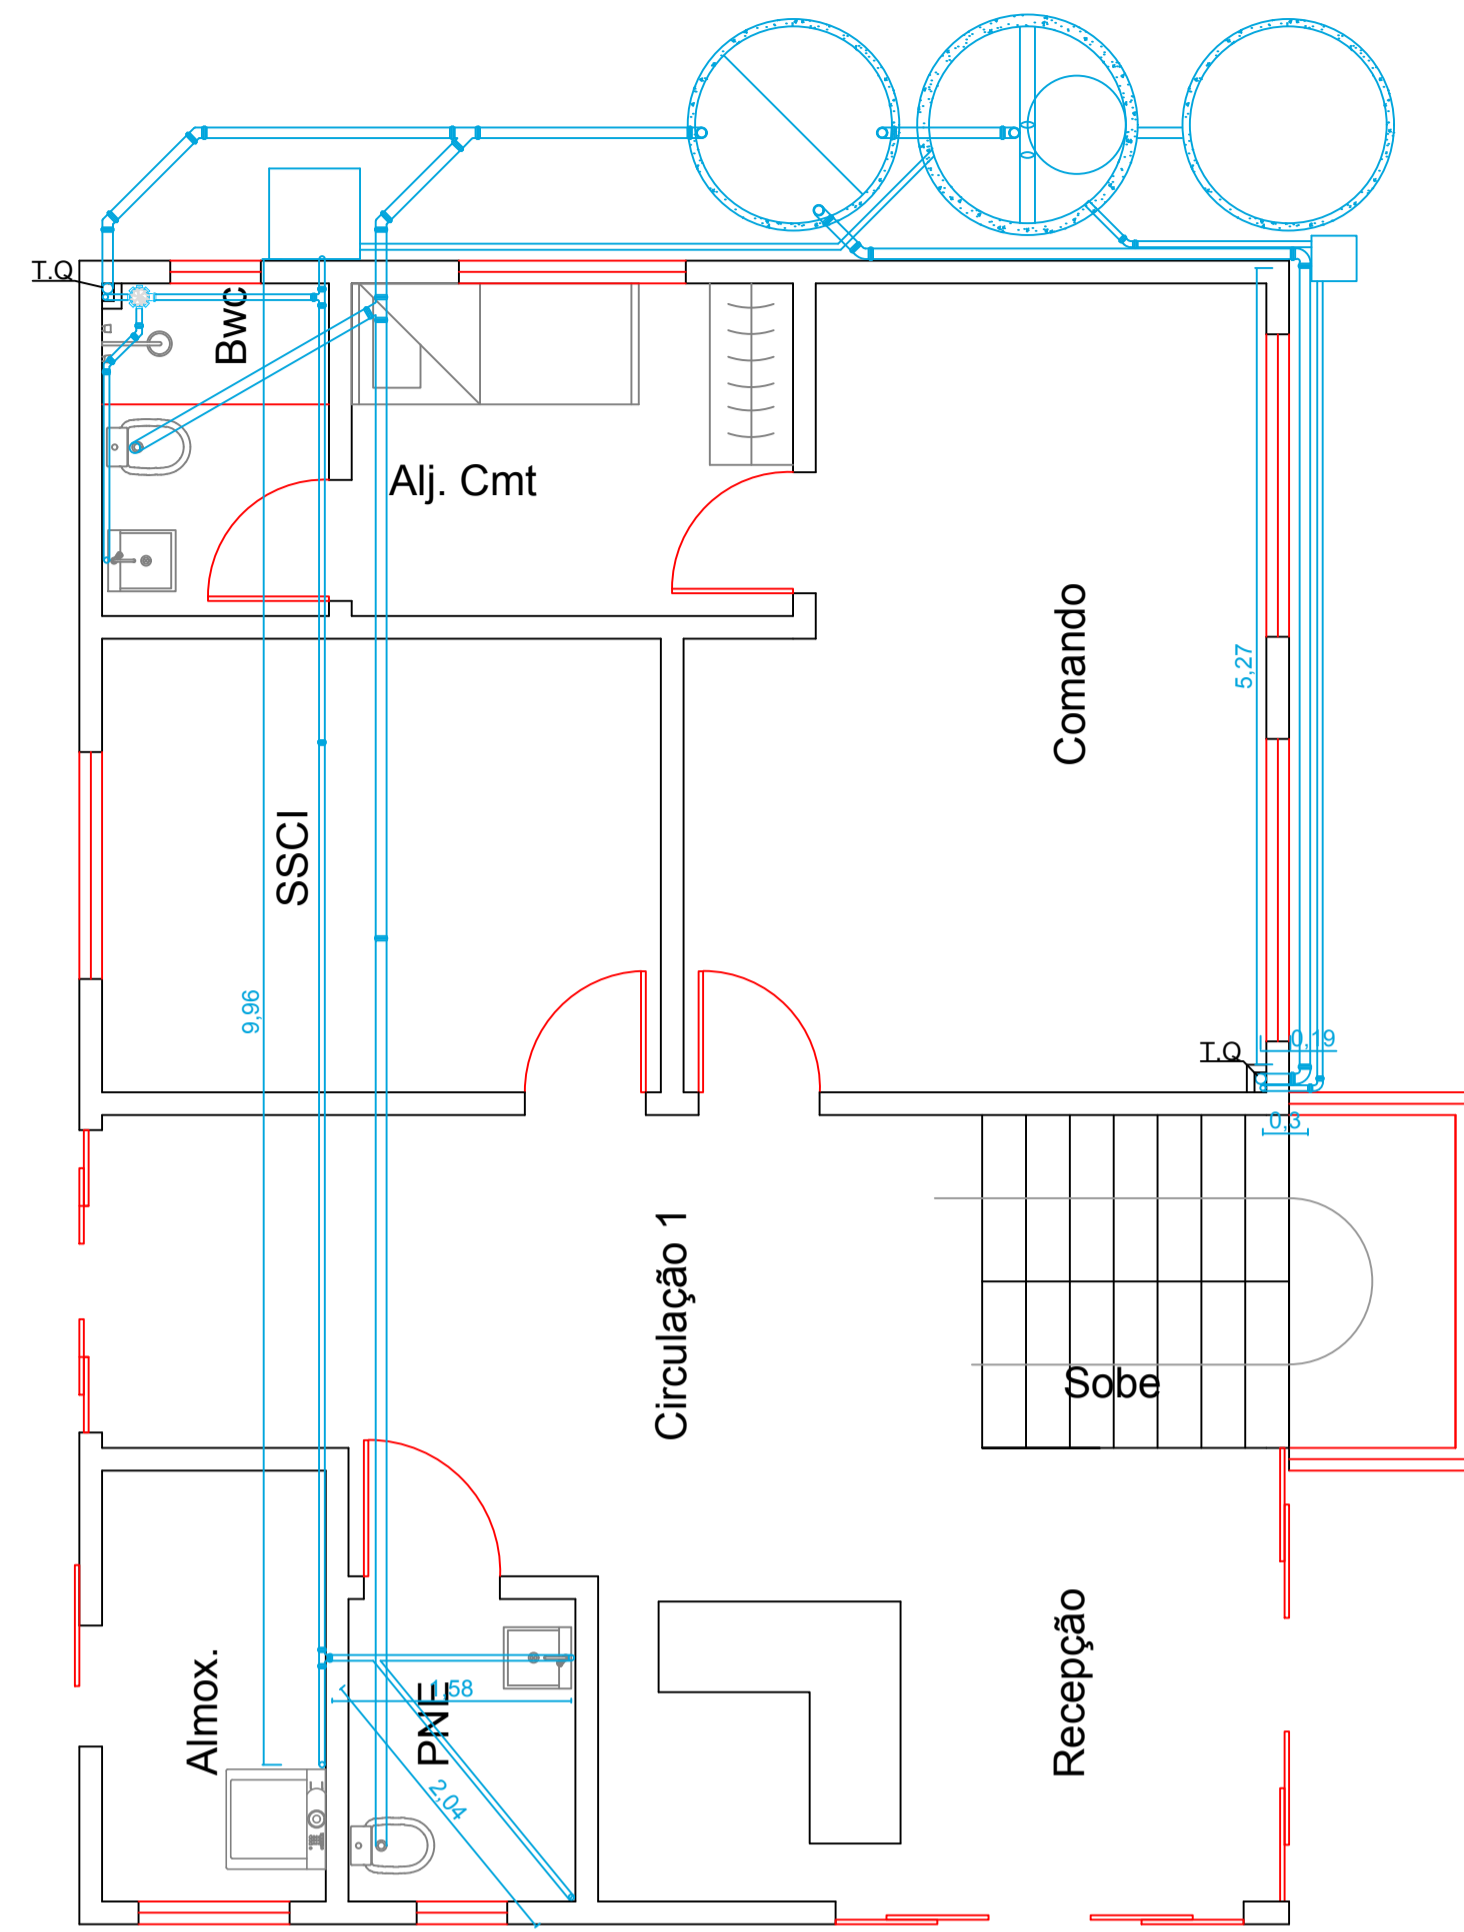 T.Q
Bwc
Alj. Cmt
Comando
5,27
SSCI
9,96
0,19
T.Q
0,3
Circulação 1
Sobe
Almox.
PNE
1,58
2,04
Recepção